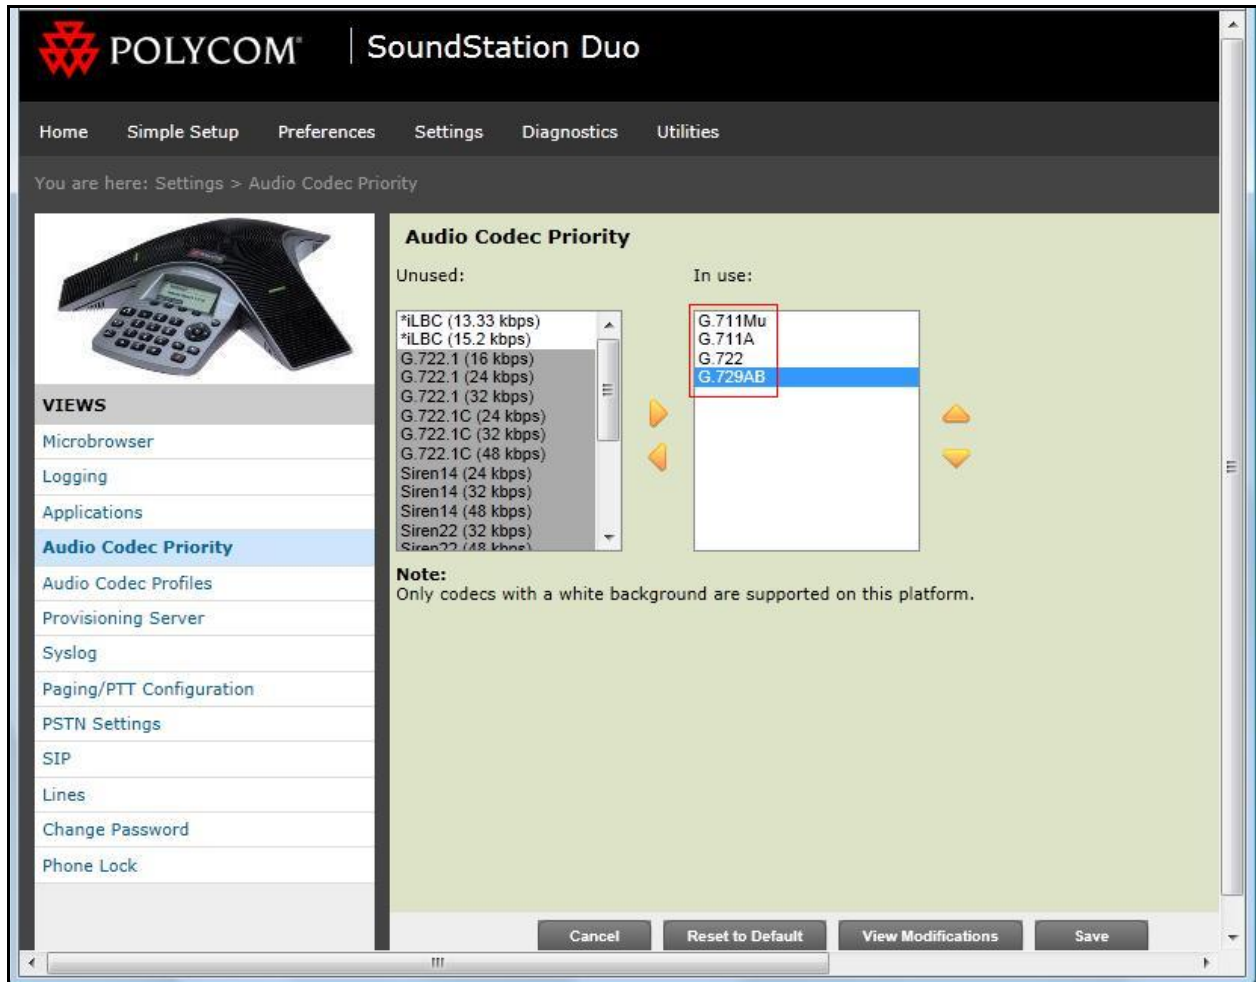 POLYCOM® SoundStation Duo
Home Simple Setup Preferences Settings Diagnostics Utilities
You are here: Settings > Audio Codec Priority
VIEWS
Microbrowser
Logging
Applications
Audio Codec Priority
Audio Codec Profiles
Provisioning Server
Syslog
Paging/PTT Configuration
PSTN Settings
SIP
Lines
Change Password
Phone Lock
Audio Codec Priority
Unused:
*iLBC (13.33 kbps)
*iLBC (15.2 kbps)
G.722.1 (16 kbps)
G.722.1 (24 kbps)
G.722.1 (32 kbps)
G.722.1C (24 kbps)
G.722.1C (32 kbps)
G.722.1C (48 kbps)
Siren14 (24 kbps)
Siren14 (32 kbps)
Siren14 (48 kbps)
Siren22 (32 kbps)
Siren22 (48 kbps)
In use:
G.711Mu
G.711A
G.722
G.729AB
Note:
Only codecs with a white background are supported on this platform.
Cancel Reset to Default View Modifications Save